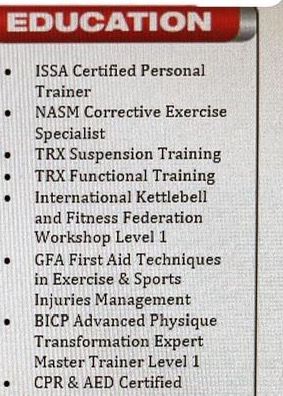 EDUCATION
• ISSA Certified Personal
Trainer
• NASM Corrective Exercise
Specialist
• TRX Suspension Training
• TRX Functional Training
• International Kettlebell
and Fitness Federation
Workshop Level 1
• GFA First Aid Techniques
in Exercise & Sports
Injuries Management
• BICP Advanced Physique
Transformation Expert
Master Trainer Level 1
• CPR & AED Certified